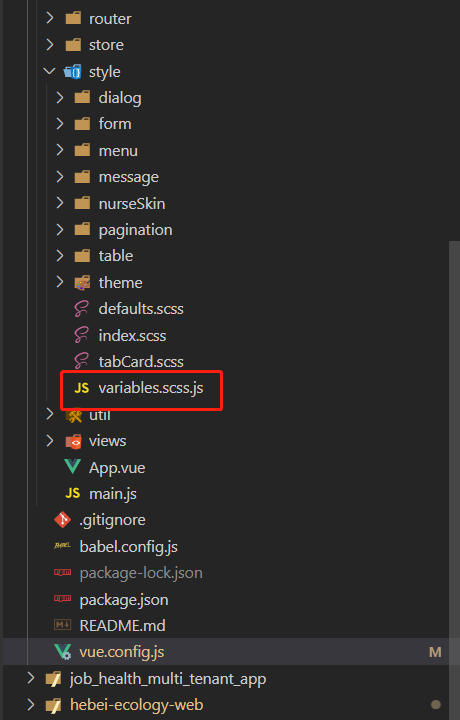 router
store
style
dialog
form
menu
message
nurseSkin
pagination
table
theme
defaults.scss
index.scss
tabCard.scss
JS variables.scss.js
util
views
App.vue
JS main.js
.gitignore
BABEL babel.config.js
package-lock.json
package.json
README.md
vue.config.js M
job_health_multi_tenant_app
hebei-ecology-web